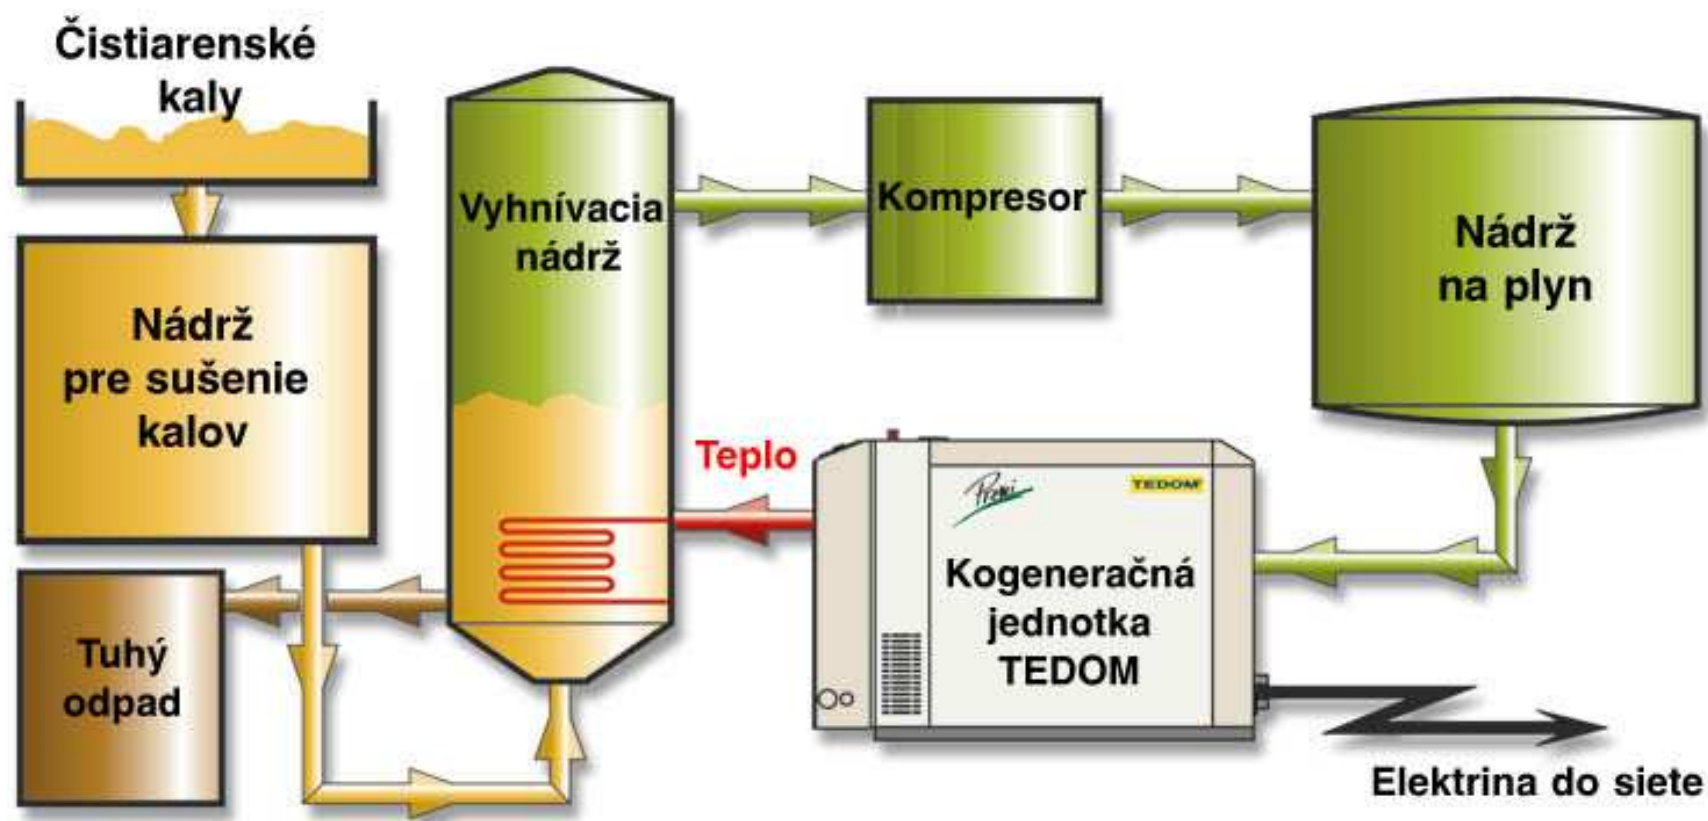 Čistiarenské
kaly
Nádrž
pre sušenie
kalov
Tuhý
odpad
Vyhnívacia
nádrž
Kompresor
Nádrž
na plyn
Teplo
Premi
TEDOM
Kogeneračná
jednotka
TEDOM
Elektrina do siete